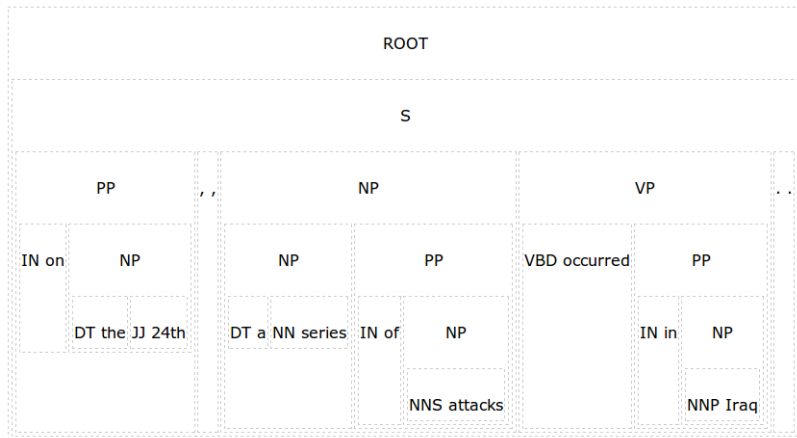 ROOT
S
PP , , NP VP . .
IN on NP NP PP VBD occurred PP
DT the JJ 24th DT a NN series IN of NP IN in NP
NNS attacks NNP Iraq